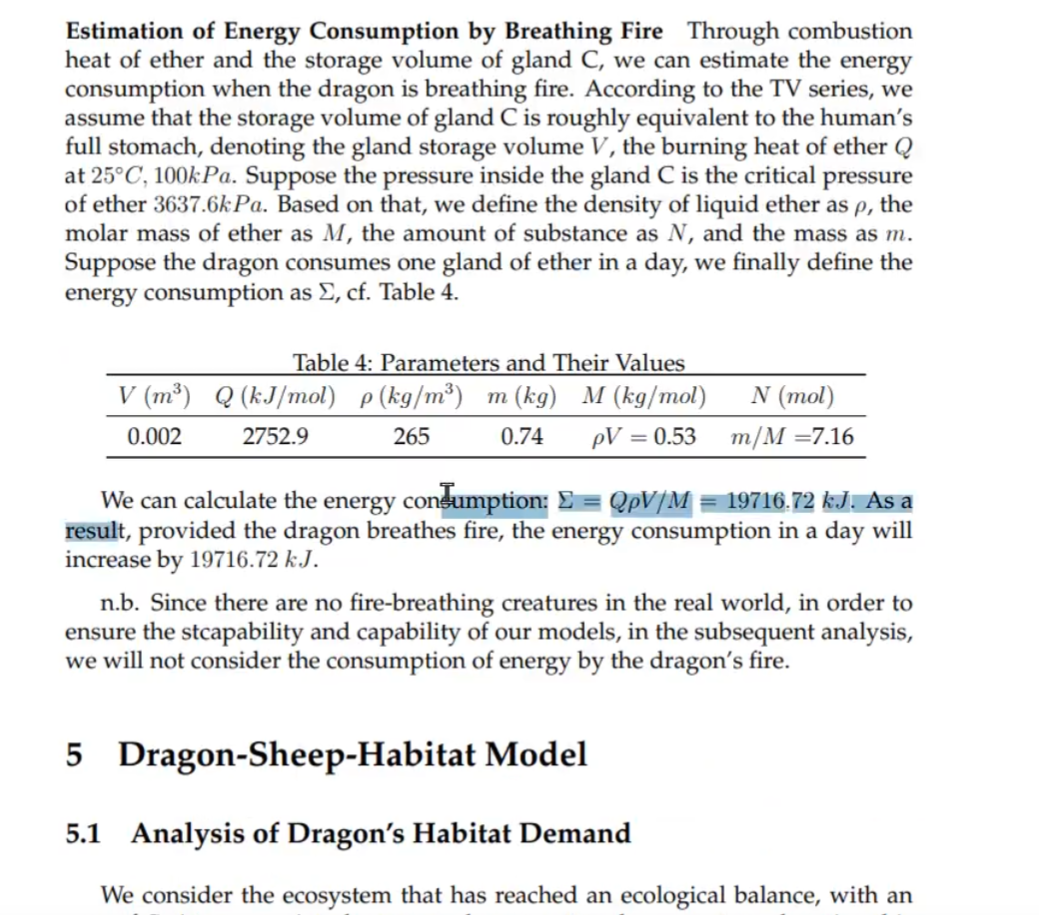 Estimation of Energy Consumption by Breathing Fire Through combustion
heat of ether and the storage volume of gland C, we can estimate the energy
consumption when the dragon is breathing fire. According to the TV series, we
assume that the storage volume of gland C is roughly equivalent to the human's
full stomach, denoting the gland storage volume V, the burning heat of ether Q
at 25°C, 100kPa. Suppose the pressure inside the gland C is the critical pressure
of ether 3637.6kPa. Based on that, we define the density of liquid ether as ρ, the
molar mass of ether as M, the amount of substance as N, and the mass as m.
Suppose the dragon consumes one gland of ether in a day, we finally define the
energy consumption as Σ, cf. Table 4.
Table 4: Parameters and Their Values
V (m³) Q (kJ/mol) ρ (kg/m³) m (kg) M (kg/mol) N (mol)
0.002 2752.9 265 0.74 ρV = 0.53 m/M =7.16
We can calculate the energy consumption: Σ = QρV/M = 19716.72 kJ. As a
result, provided the dragon breathes fire, the energy consumption in a day will
increase by 19716.72 kJ.
n.b. Since there are no fire-breathing creatures in the real world, in order to
ensure the stcapability and capability of our models, in the subsequent analysis,
we will not consider the consumption of energy by the dragon's fire.
5 Dragon-Sheep-Habitat Model
5.1 Analysis of Dragon's Habitat Demand
We consider the ecosystem that has reached an ecological balance, with an